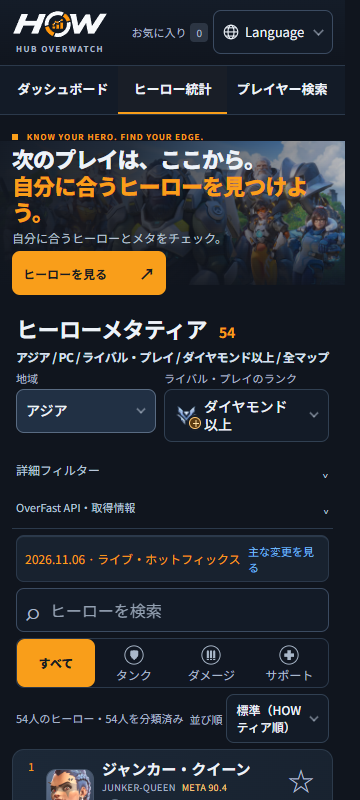 HOW
HUB OVERWATCH
お気に入り 0
Language
ダッシュボード ヒーロー統計 プレイヤー検索
KNOW YOUR HERO. FIND YOUR EDGE.
次のプレイは、ここから。
自分に合うヒーローを見つけよ
う。
自分に合うヒーローとメタをチェック。
ヒーローを見る ↗
ヒーローメタティア 54
アジア / PC / ライバル・プレイ / ダイヤモンド以上 / 全マップ
地域 ライバル・プレイのランク
アジア
ダイヤモンド
以上
詳細フィルター
OverFast API・取得情報
2026.11.06 · ライブ・ホットフィックス
主な変更を見
る
ヒーローを検索
すべて タンク ダメージ サポート
54人のヒーロー・54人を分類済み 並び順
標準（HOW
ティア順）
1
ジャンカー・クイーン
JUNKER-QUEEN META 90.4